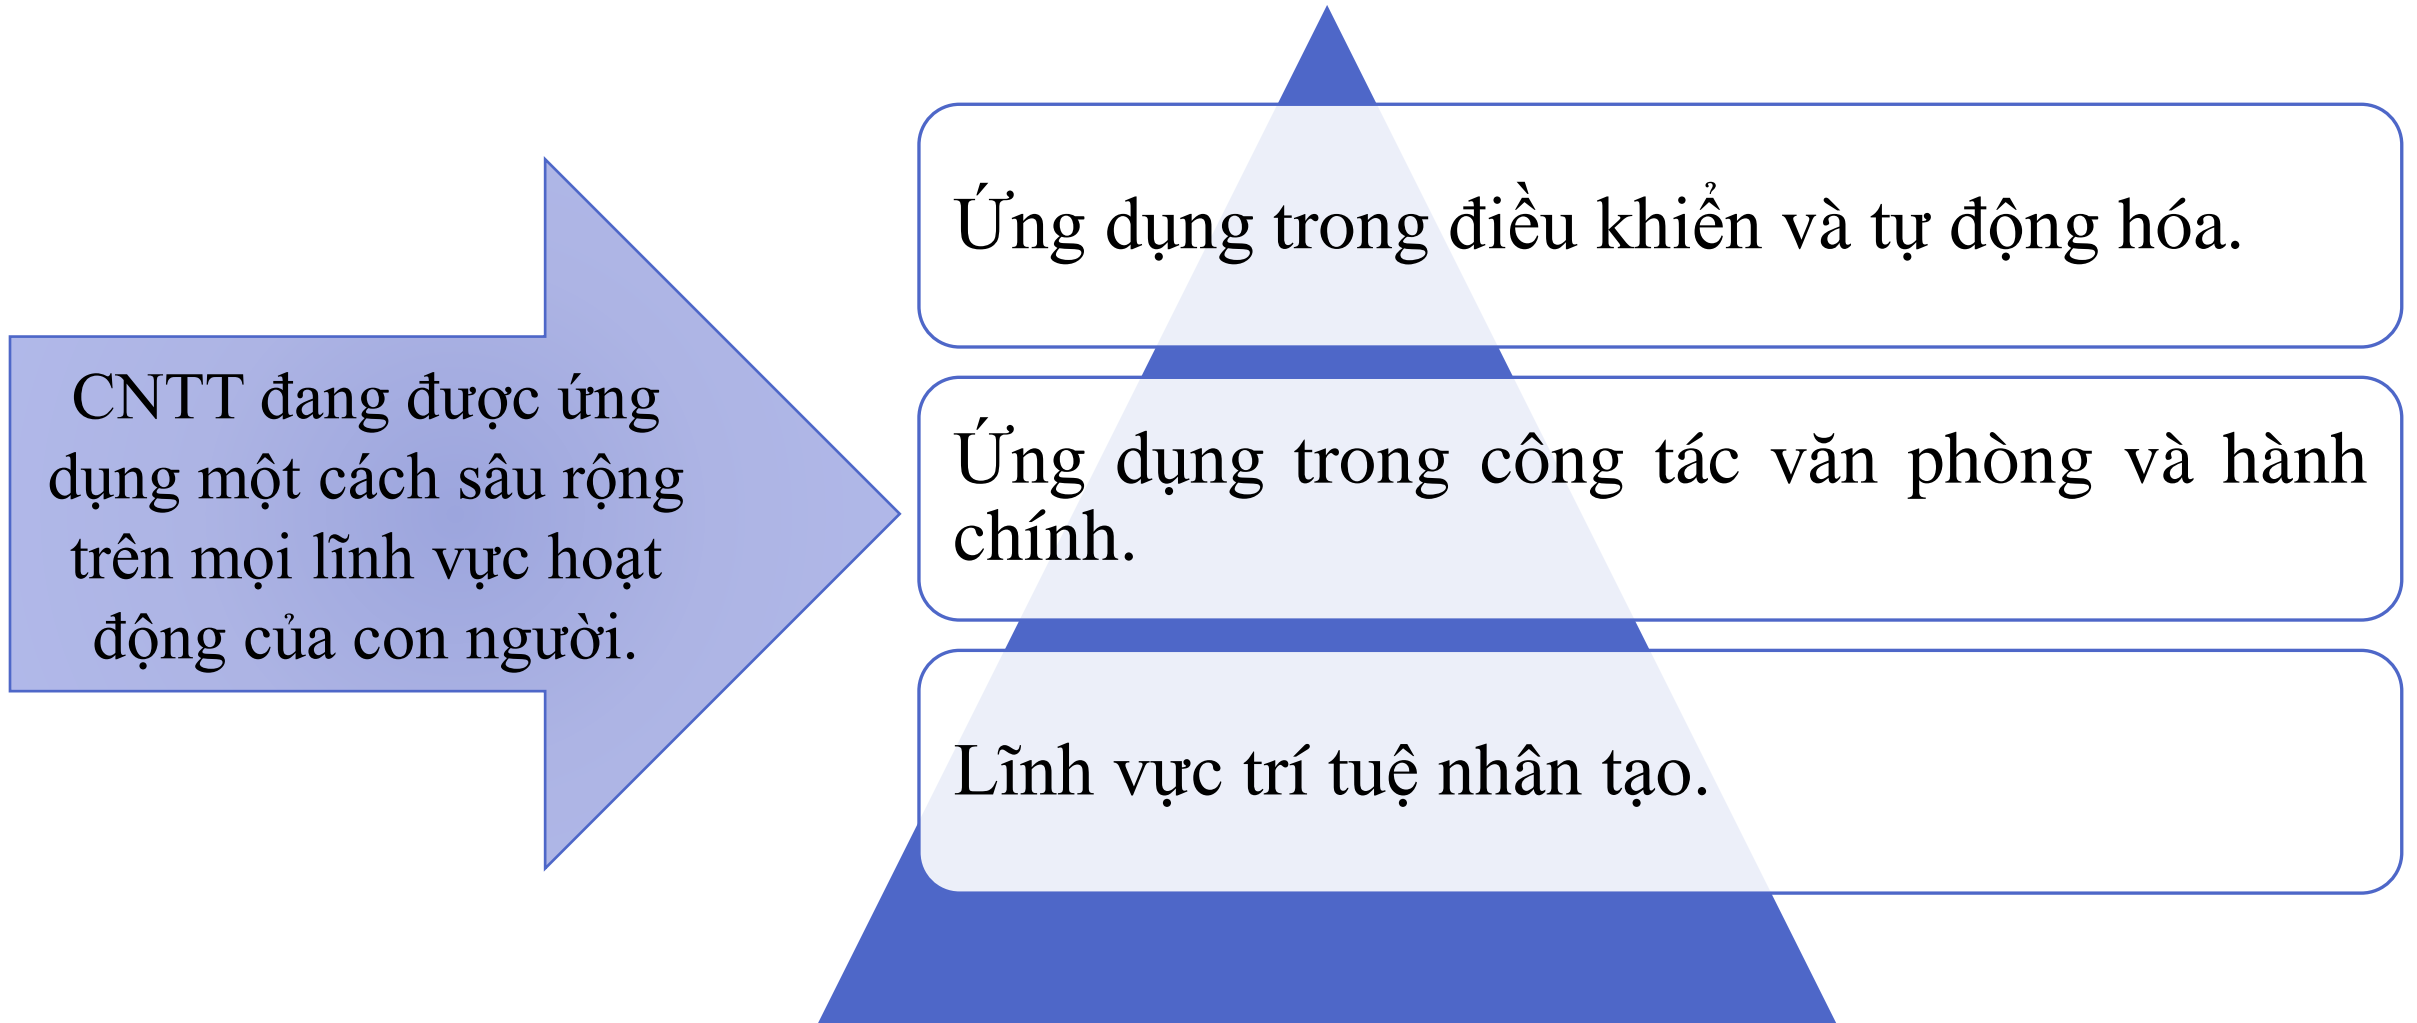 CNTT đang được ứng
dụng một cách sâu rộng
trên mọi lĩnh vực hoạt
động của con người.
Ứng dụng trong điều khiển và tự động hóa.
Ứng dụng trong công tác văn phòng và hành
chính.
Lĩnh vực trí tuệ nhân tạo.